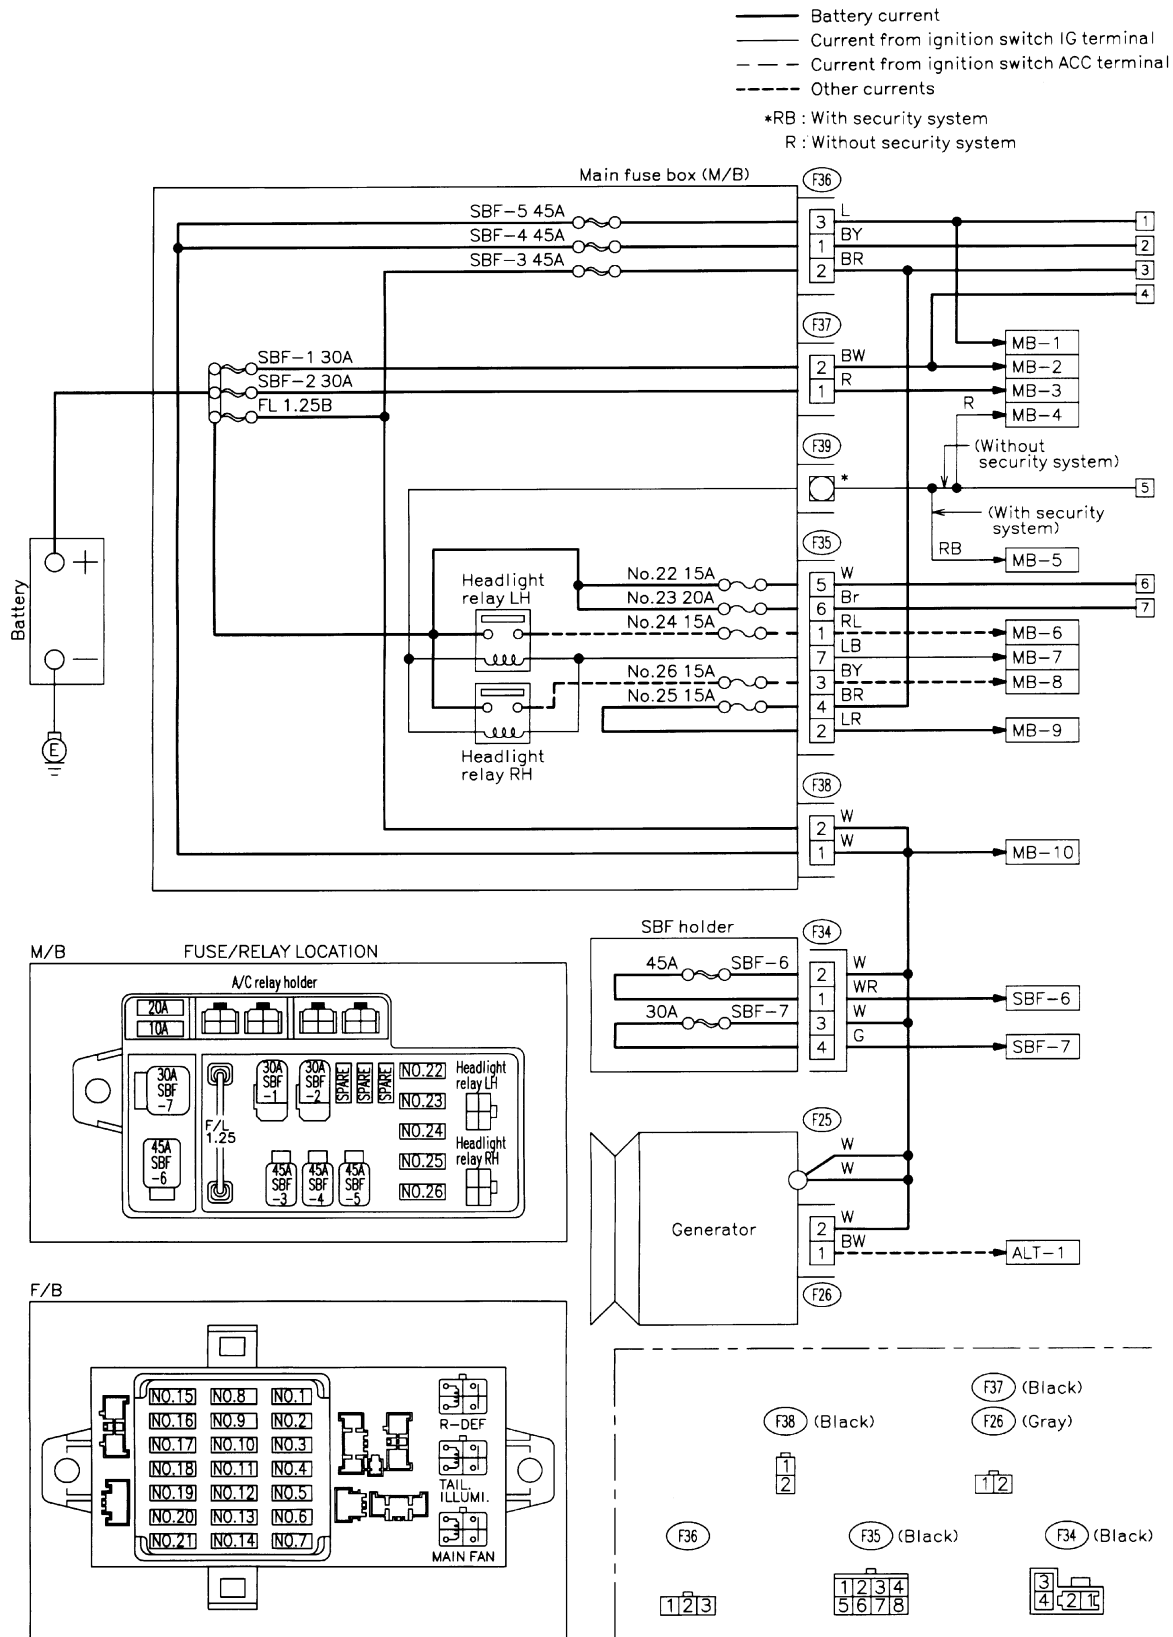 Battery current
Current from ignition switch IG terminal
Current from ignition switch ACC terminal
Other currents
*RB : With security system
R : Without security system
Main fuse box (M/B)
F36
SBF-5 45A
3
L
1
SBF-4 45A
1
BY
2
SBF-3 45A
2
BR
3
4
F37
MB-1
SBF-1 30A
2
BW
MB-2
SBF-2 30A
1
R
MB-3
FL 1.25B
R
MB-4
F39
(Without
security system)
*
5
(With security
system)
F35
RB
MB-5
Battery
+
−
E
Headlight
relay LH
No.22 15A
5
W
6
No.23 20A
6
Br
7
No.24 15A
1
RL
MB-6
7
LB
MB-7
No.26 15A
3
BY
MB-8
No.25 15A
4
BR
2
LR
MB-9
Headlight
relay RH
F38
2
W
1
W
MB-10
SBF holder
F34
45A
SBF-6
2
W
1
WR
SBF-6
30A
SBF-7
3
W
4
G
SBF-7
M/B
FUSE/RELAY LOCATION
A/C relay holder
20A
10A
30A
SBF
-7
45A
SBF
-6
F/L
1.25
30A
SBF
-1
30A
SBF
-2
SPARE
SPARE
SPARE
NO.22
NO.23
NO.24
NO.25
NO.26
Headlight
relay LH
Headlight
relay RH
45A
SBF
-3
45A
SBF
-4
45A
SBF
-5
F25
W
W
Generator
2
W
1
BW
ALT-1
F26
F/B
NO.15 NO.8 NO.1
NO.16 NO.9 NO.2
NO.17 NO.10 NO.3
NO.18 NO.11 NO.4
NO.19 NO.12 NO.5
NO.20 NO.13 NO.6
NO.21 NO.14 NO.7
R-DEF
TAIL.
ILLUMI.
MAIN FAN
F37 (Black)
F38 (Black)
F26 (Gray)
1
2
1 2
F36
F35 (Black)
F34 (Black)
1 2 3
1 2 3 4
5 6 7 8
3
4 2 1